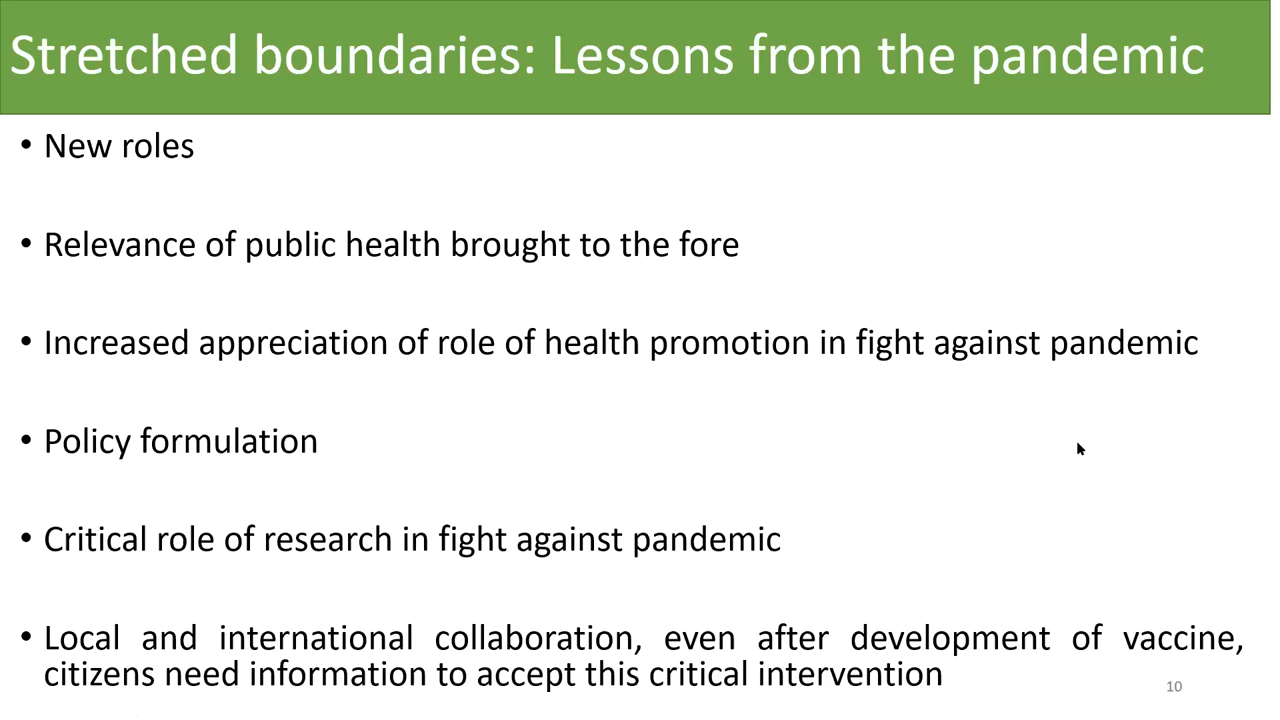 Stretched boundaries: Lessons from the pandemic
• New roles
• Relevance of public health brought to the fore
• Increased appreciation of role of health promotion in fight against pandemic
• Policy formulation
• Critical role of research in fight against pandemic
• Local and international collaboration, even after development of vaccine,
citizens need information to accept this critical intervention
10